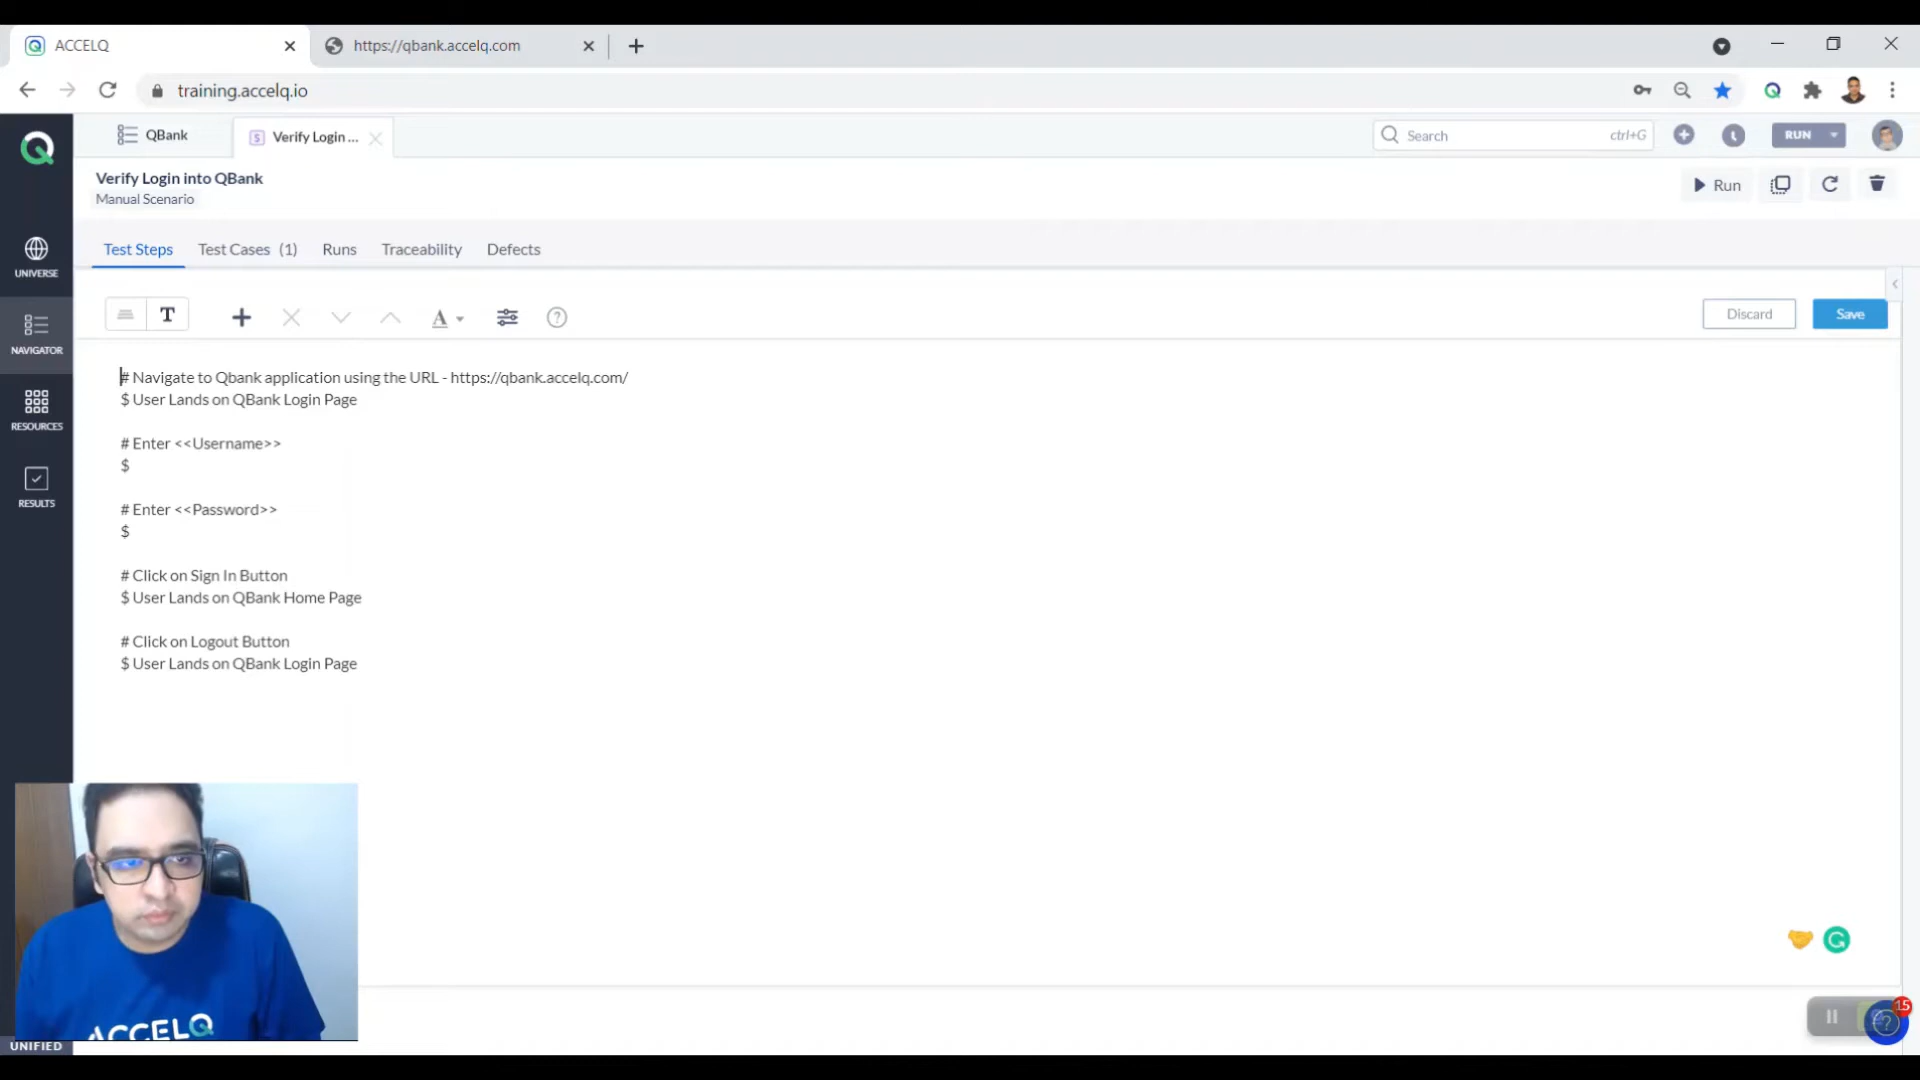 ACCELQ
https://qbank.accelq.com
training.accelq.io
QBank
Verify Login ...
Search
ctrl+G
t
RUN
Verify Login into QBank
Manual Scenario
Run
UNIVERSE
NAVIGATOR
RESOURCES
RESULTS
Test Steps
Test Cases (1)
Runs
Traceability
Defects
T
A
?
Discard
Save
# Navigate to Qbank application using the URL - https://qbank.accelq.com/
$ User Lands on QBank Login Page
# Enter <<Username>>
$
# Enter <<Password>>
$
# Click on Sign In Button
$ User Lands on QBank Home Page
# Click on Logout Button
$ User Lands on QBank Login Page
ACCELQ
15
?
UNIFIED